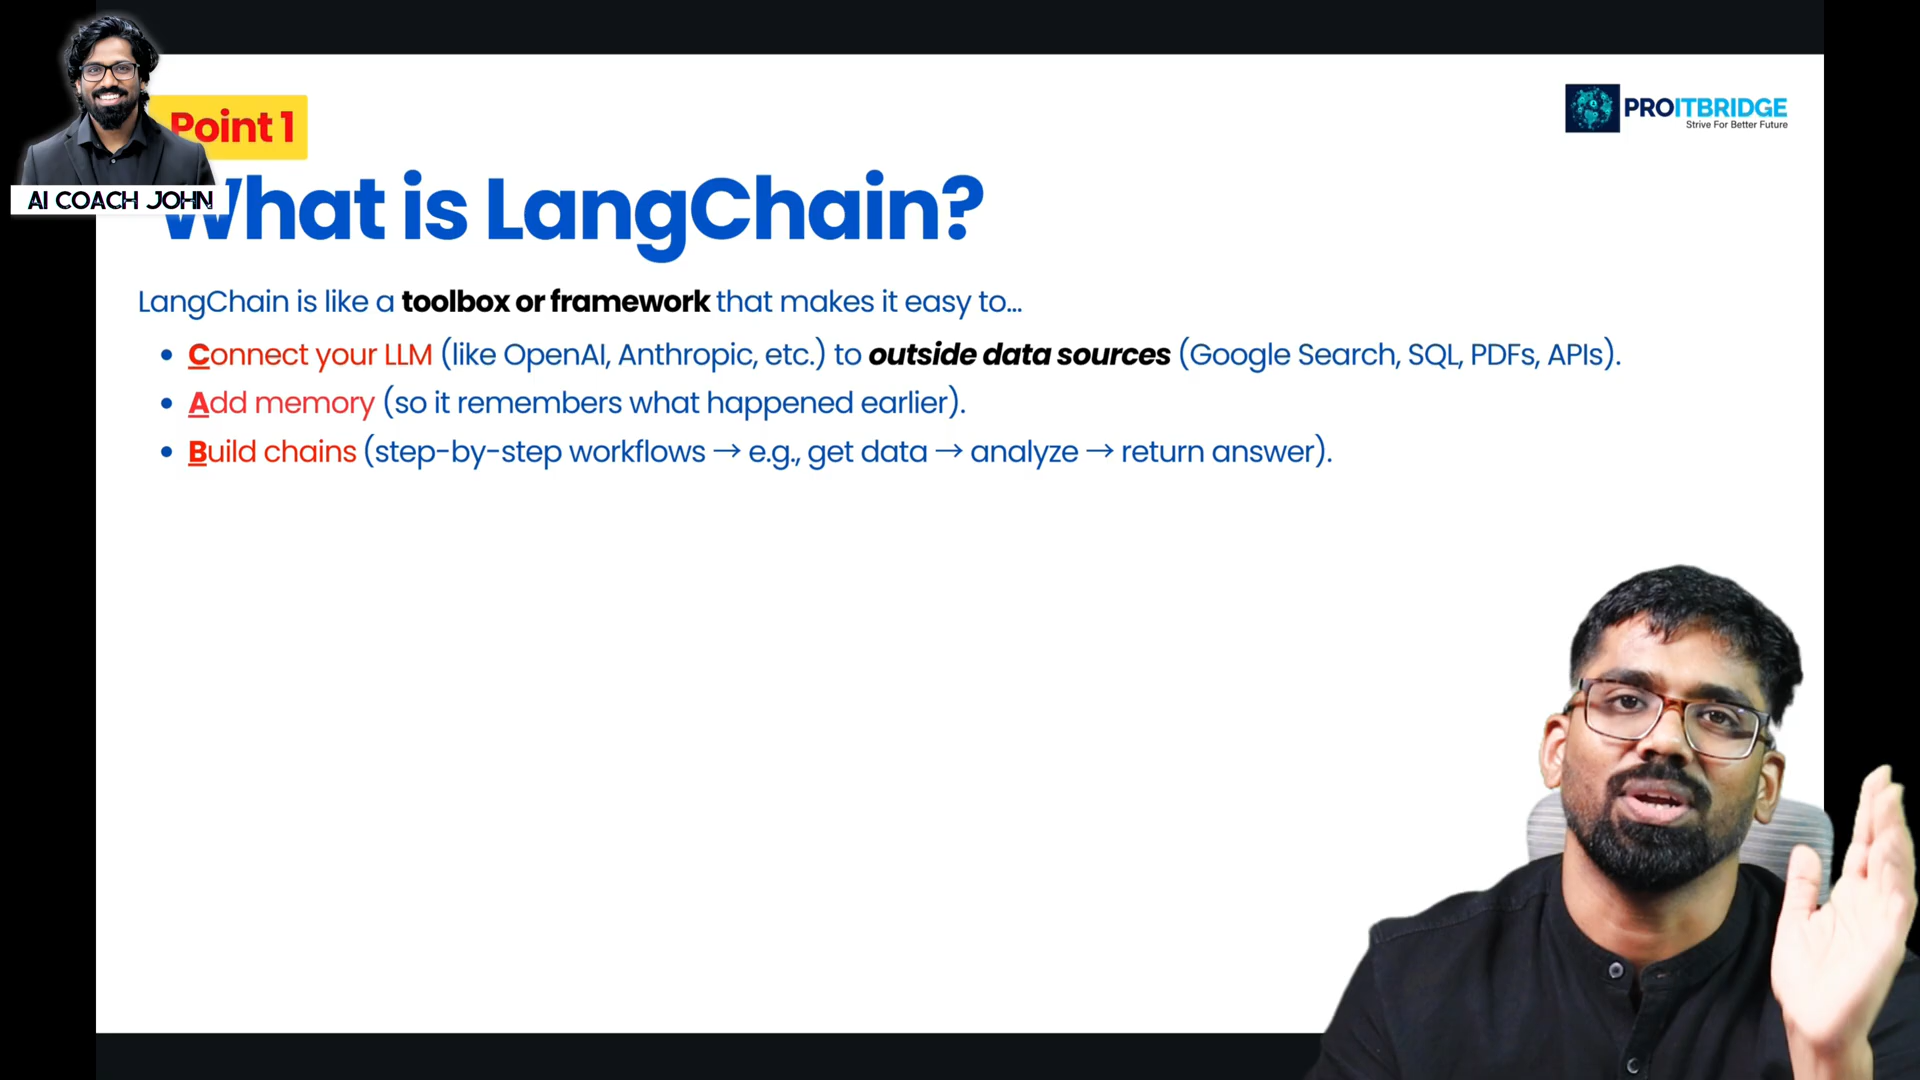 Point 1
PROITBRIDGE
Strive For Better Future
AI COACH JOHN
What is LangChain?
LangChain is like a toolbox or framework that makes it easy to...
• Connect your LLM (like OpenAI, Anthropic, etc.) to outside data sources (Google Search, SQL, PDFs, APIs).
• Add memory (so it remembers what happened earlier).
• Build chains (step-by-step workflows → e.g., get data → analyze → return answer).